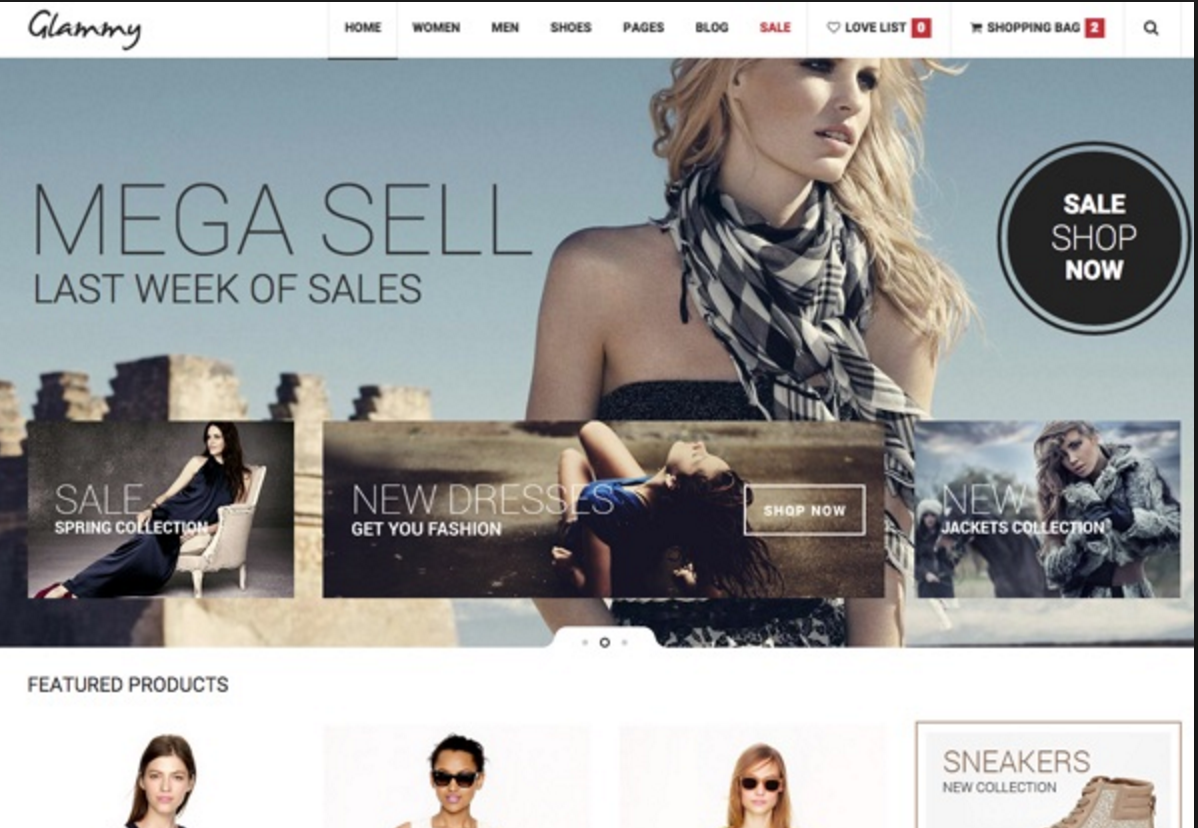 Glammy
HOME WOMEN MEN SHOES PAGES BLOG SALE LOVE LIST 0 SHOPPING BAG 2
MEGA SELL
LAST WEEK OF SALES
SALE
SHOP
NOW
SALE
SPRING COLLECTION
NEW DRESSES
GET YOU FASHION
SHOP NOW
NEW
JACKETS COLLECTION
FEATURED PRODUCTS
SNEAKERS
NEW COLLECTION